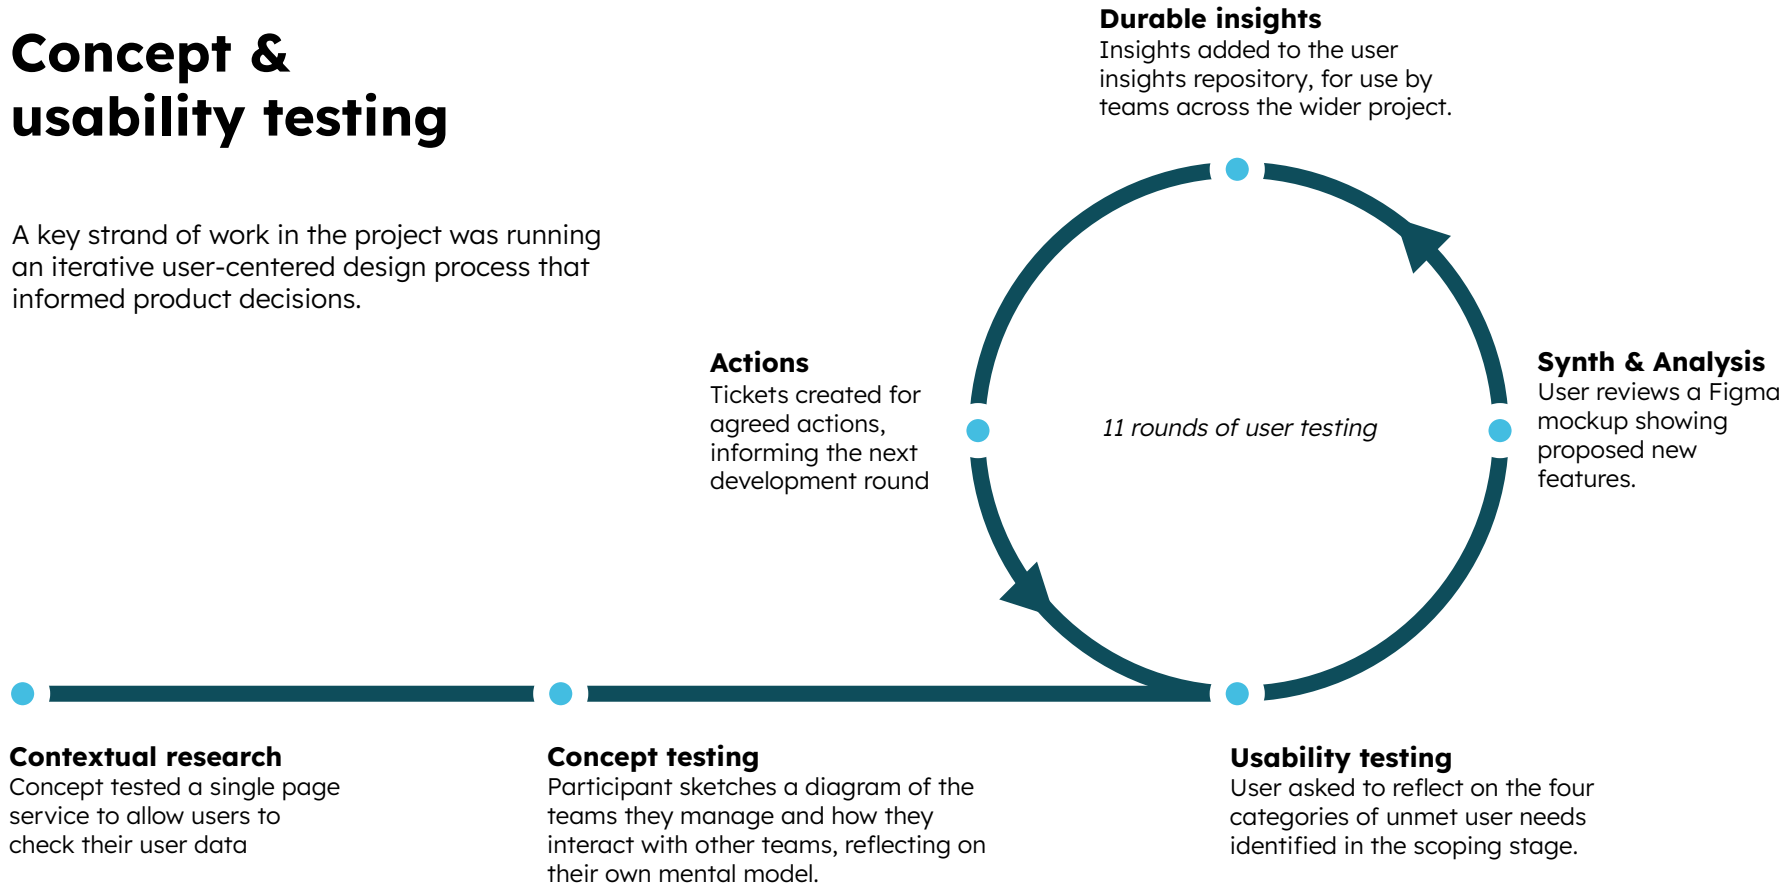 Concept &
usability testing
A key strand of work in the project was running
an iterative user-centered design process that
informed product decisions.
Durable insights
Insights added to the user
insights repository, for use by
teams across the wider project.
Actions
Tickets created for
agreed actions,
informing the next
development round
11 rounds of user testing
Synth & Analysis
User reviews a Figma
mockup showing
proposed new
features.
Contextual research
Concept tested a single page
service to allow users to
check their user data
Concept testing
Participant sketches a diagram of the
teams they manage and how they
interact with other teams, reflecting on
their own mental model.
Usability testing
User asked to reflect on the four
categories of unmet user needs
identified in the scoping stage.